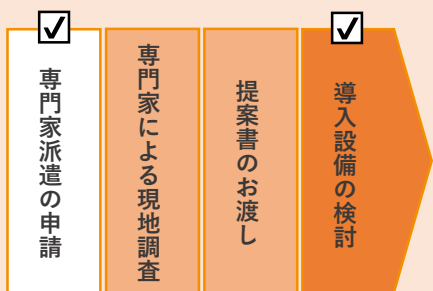 専門家派遣の申請
専門家による現地調査
提案書のお渡し
導入設備の検討